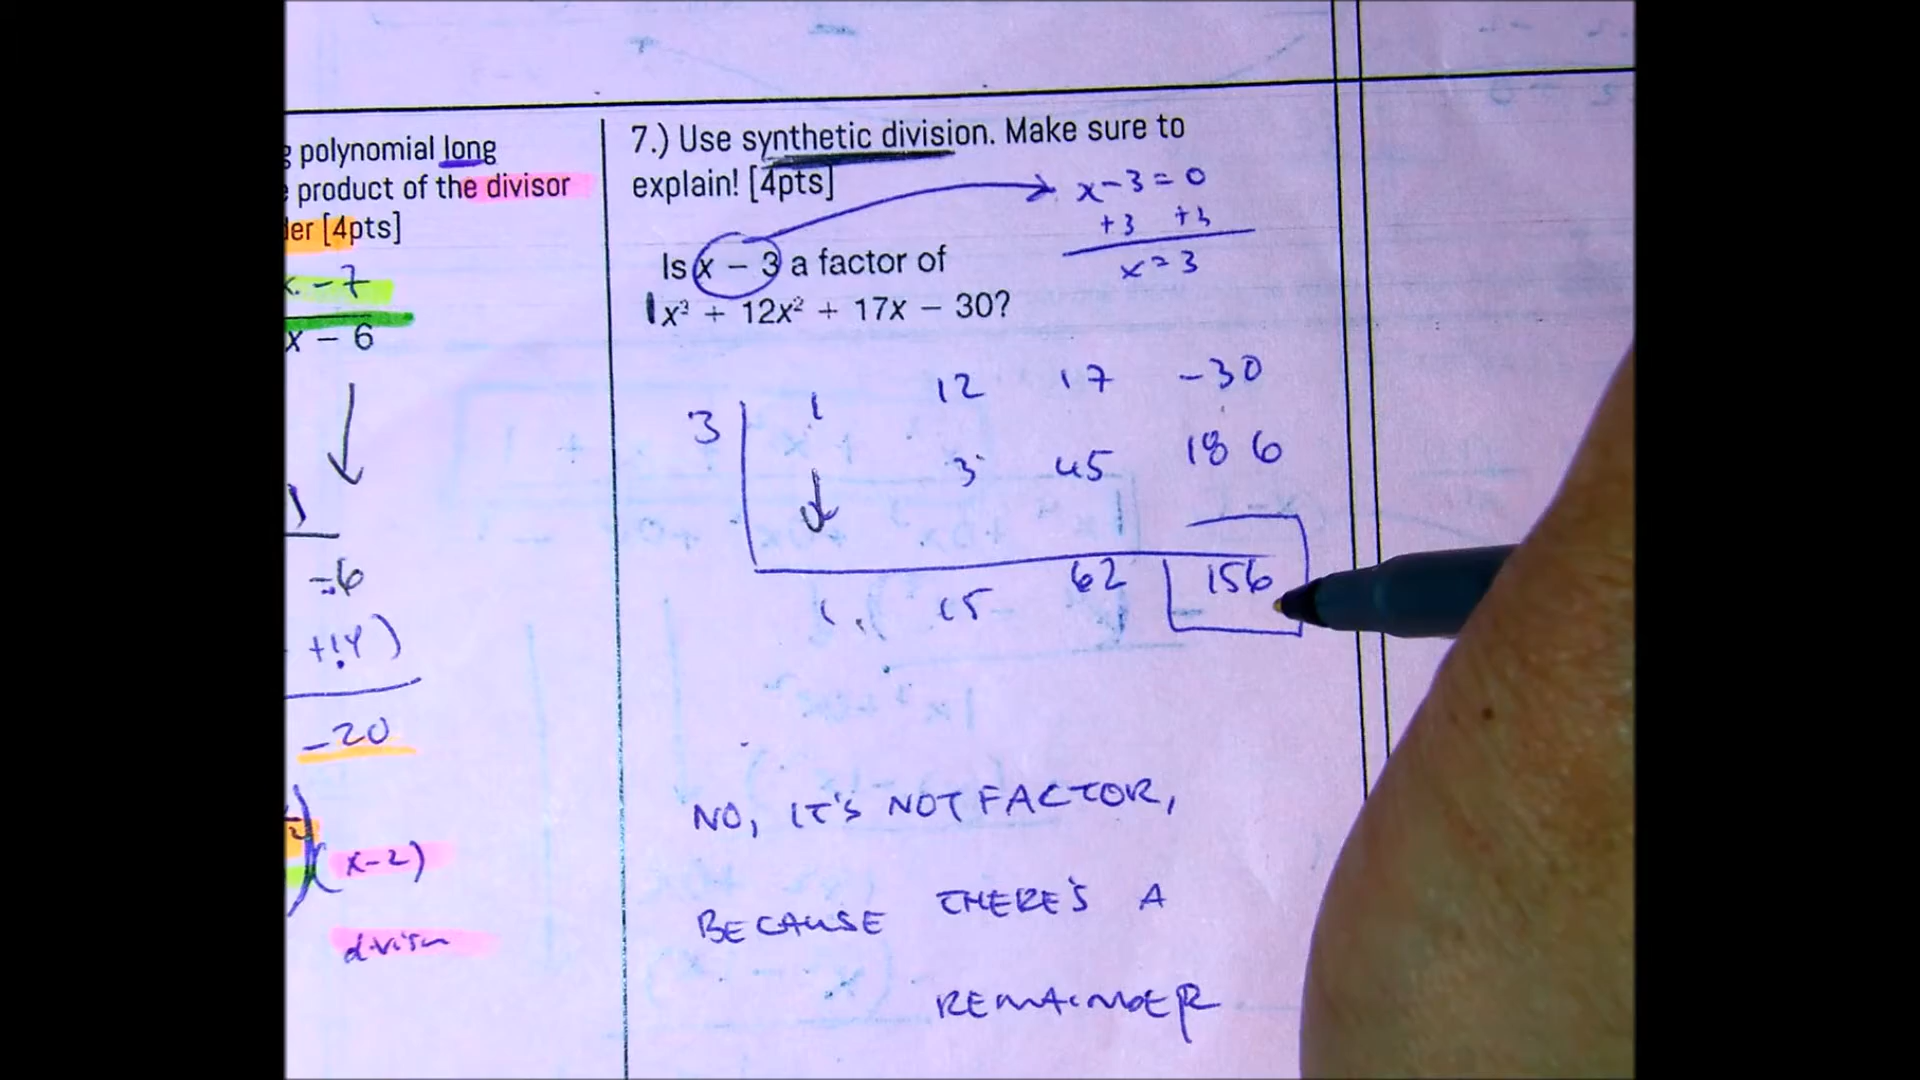 polynomial long
product of the divisor
der [4pts]
x - 7
x - 6
1
-6
+14)
-20
(x-2)
7.) Use synthetic division. Make sure to
explain! [4pts]
x-3=0
+3 +3
x=3
Is x – 3 a factor of
1x³ + 12x² + 17x – 30?
1 12 17 -30
3
3 45 186
1 15 62 156
NO, IT'S NOT FACTOR,
BECAUSE THERE'S A
REMAINDER